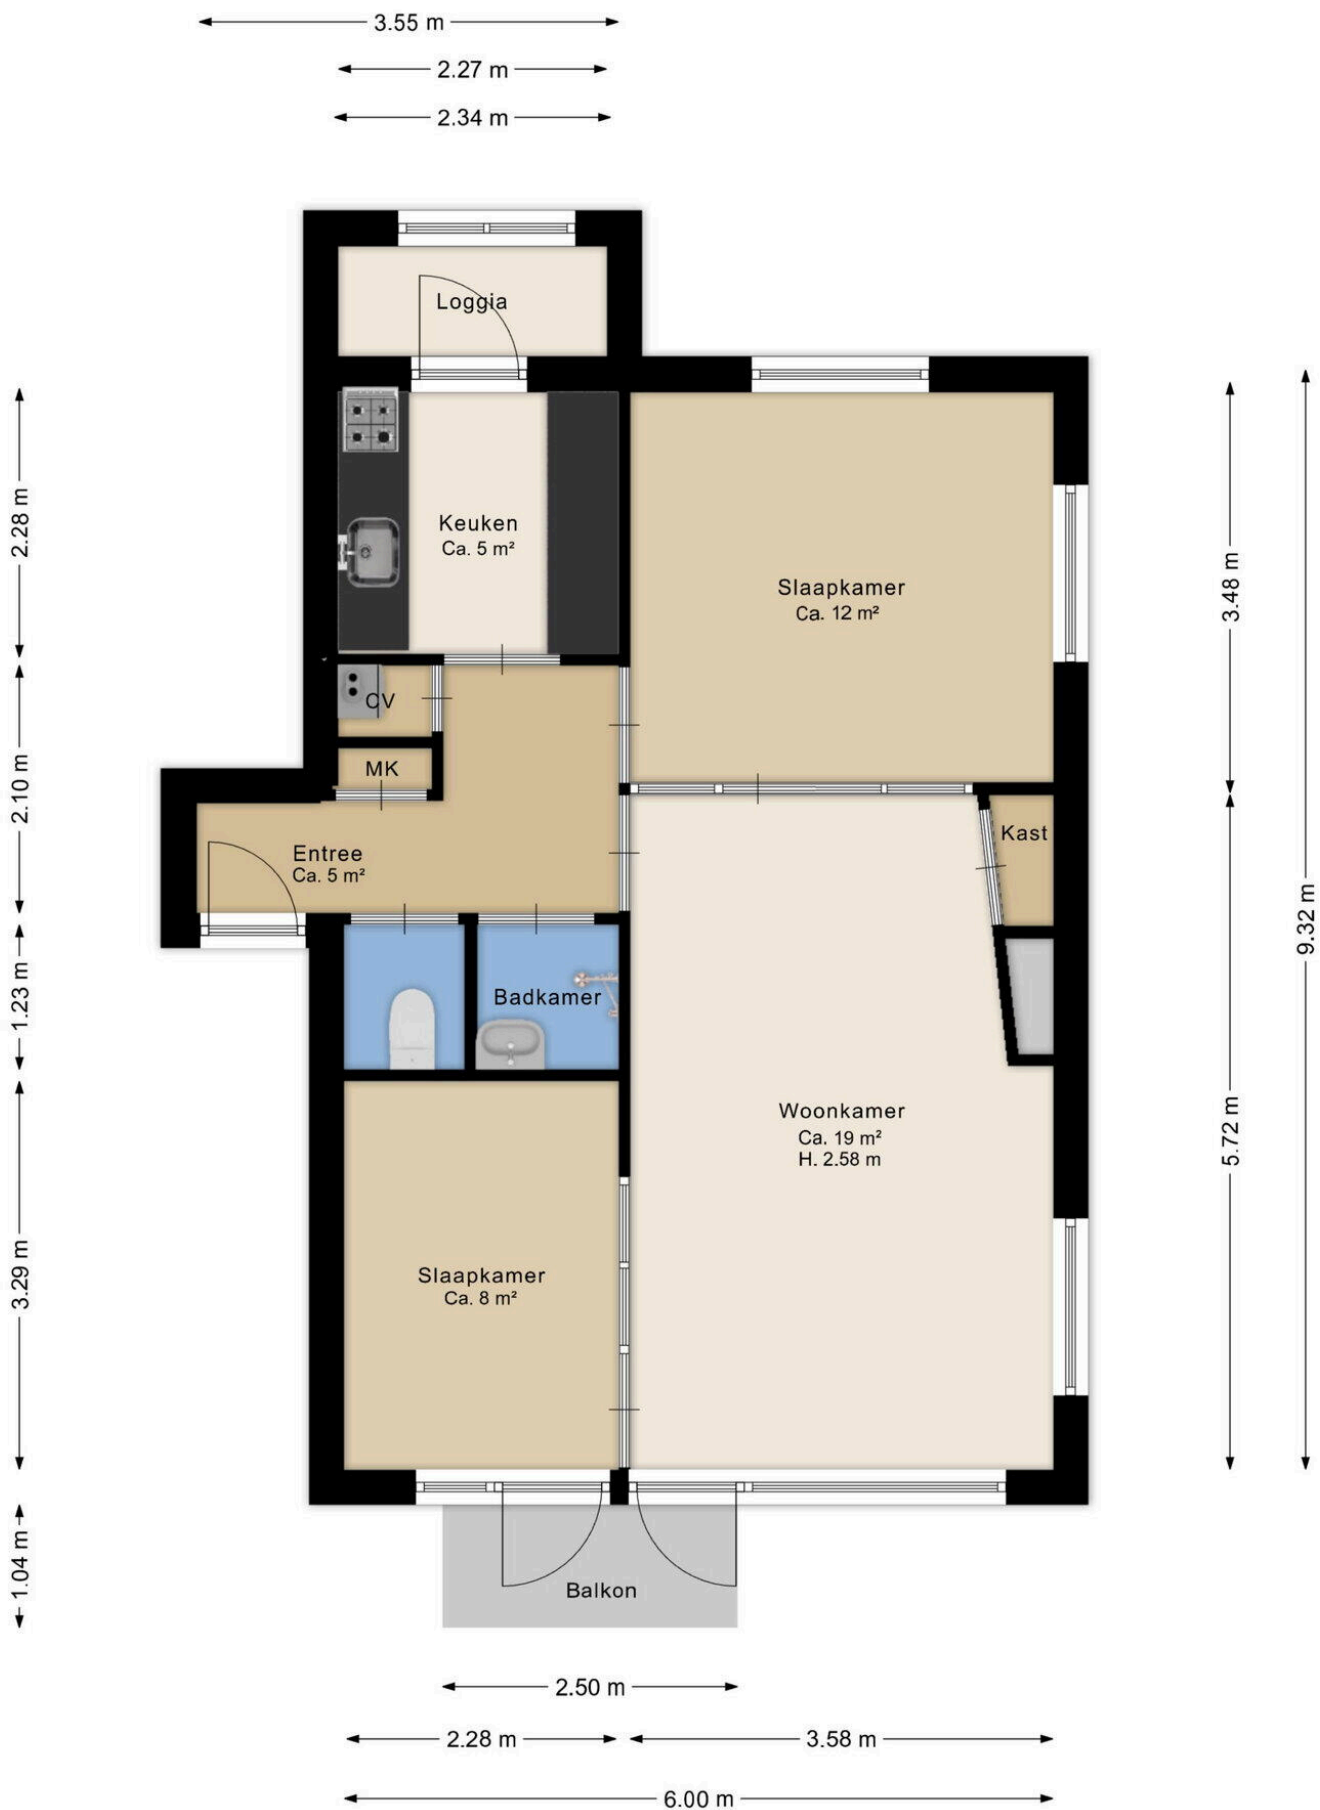 3.55 m
2.27 m
2.34 m
Loggia
2.28 m
Keuken
Ca. 5 m²
Slaapkamer
Ca. 12 m²
3.48 m
CV
MK
2.10 m
Entree
Ca. 5 m²
Kast
9.32 m
1.23 m
Badkamer
Woonkamer
Ca. 19 m²
H. 2.58 m
5.72 m
3.29 m
Slaapkamer
Ca. 8 m²
1.04 m
Balkon
2.50 m
2.28 m
3.58 m
6.00 m